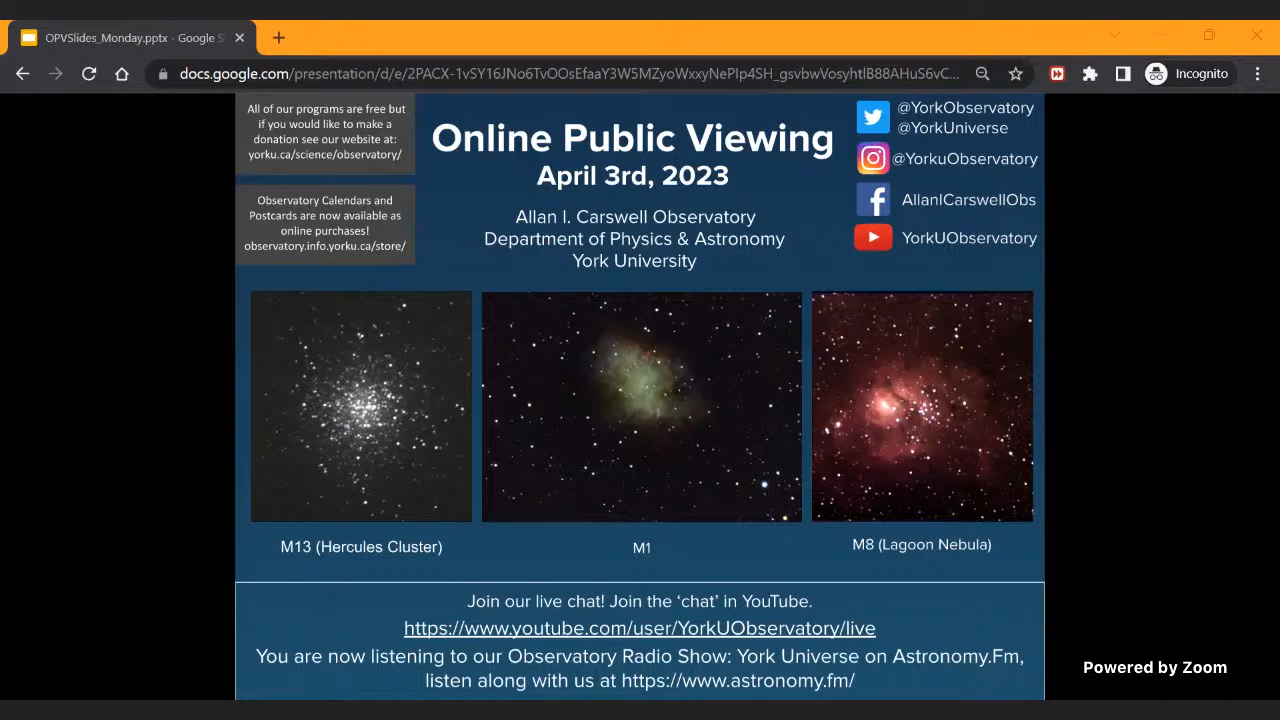 OPVSlides_Monday.pptx - Google S
docs.google.com/presentation/d/e/2PACX-1vSY16JNo6TvOOsEfaaY3W5MZyoWxxyNePIp4SH_gsvbwVosyhtlB88AHuS6vC...
Incognito
All of our programs are free but
if you would like to make a
donation see our website at:
yorku.ca/science/observatory/
Observatory Calendars and
Postcards are now available as
online purchases!
observatory.info.yorku.ca/store/
Online Public Viewing
April 3rd, 2023
Allan I. Carswell Observatory
Department of Physics & Astronomy
York University
@YorkObservatory
@YorkUniverse
@YorkuObservatory
AllanICarswellObs
YorkUObservatory
M13 (Hercules Cluster)
M1
M8 (Lagoon Nebula)
Join our live chat! Join the ‘chat’ in YouTube.
https://www.youtube.com/user/YorkUObservatory/live
You are now listening to our Observatory Radio Show: York Universe on Astronomy.Fm,
listen along with us at https://www.astronomy.fm/
Powered by Zoom